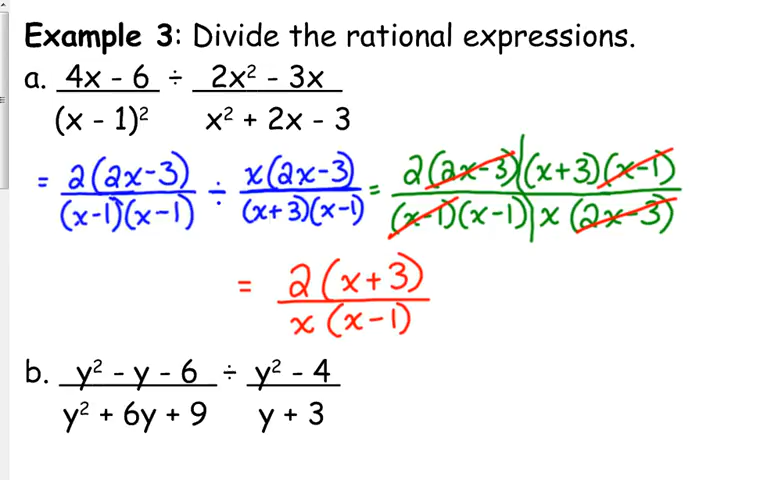 Example 3: Divide the rational expressions.
a. 4x - 6 ÷ 2x² - 3x
(x - 1)² x² + 2x - 3
= 2(2x-3) ÷ x(2x-3) = 2(2x-3)|(x+3)(x-1)
(x-1)(x-1) (x+3)(x-1) (x-1)(x-1)|x(2x-3)
= 2(x+3)
x(x-1)
b. y² - y - 6 ÷ y² - 4
y² + 6y + 9 y + 3